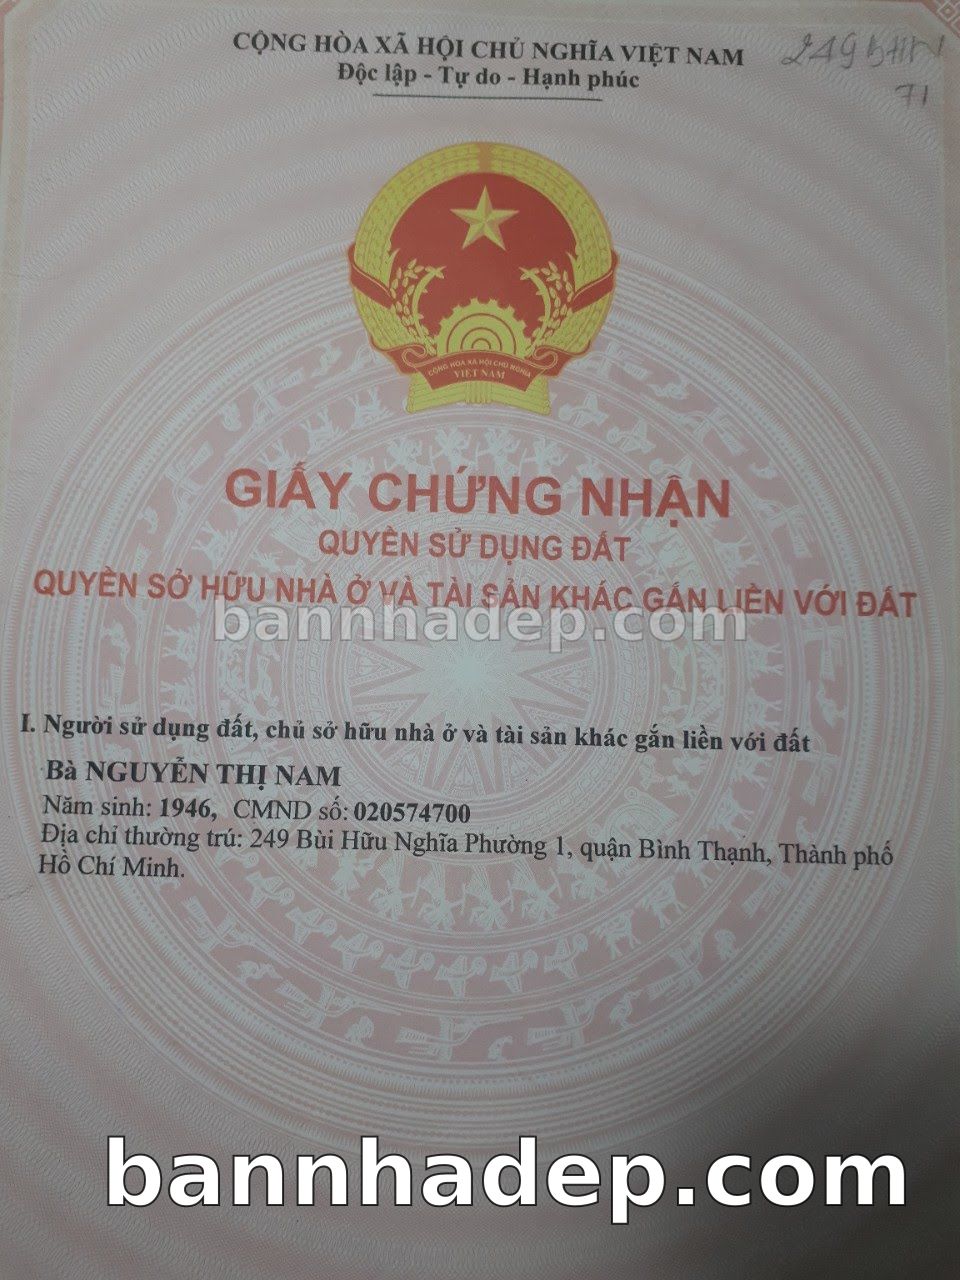 CỘNG HÒA XÃ HỘI CHỦ NGHĨA VIỆT NAM
Độc lập - Tự do - Hạnh phúc
249 BHN
71
CỘNG HÒA XÃ HỘI CHỦ NGHĨA
VIỆT NAM
GIẤY CHỨNG NHẬN
QUYỀN SỬ DỤNG ĐẤT
QUYỀN SỞ HỮU NHÀ Ở VÀ TÀI SẢN KHÁC GẮN LIỀN VỚI ĐẤT
bannhadep.com
I. Người sử dụng đất, chủ sở hữu nhà ở và tài sản khác gắn liền với đất
Bà NGUYỄN THỊ NAM
Năm sinh: 1946, CMND số: 020574700
Địa chỉ thường trú: 249 Bùi Hữu Nghĩa Phường 1, quận Bình Thạnh, Thành phố
Hồ Chí Minh.
bannhadep.com